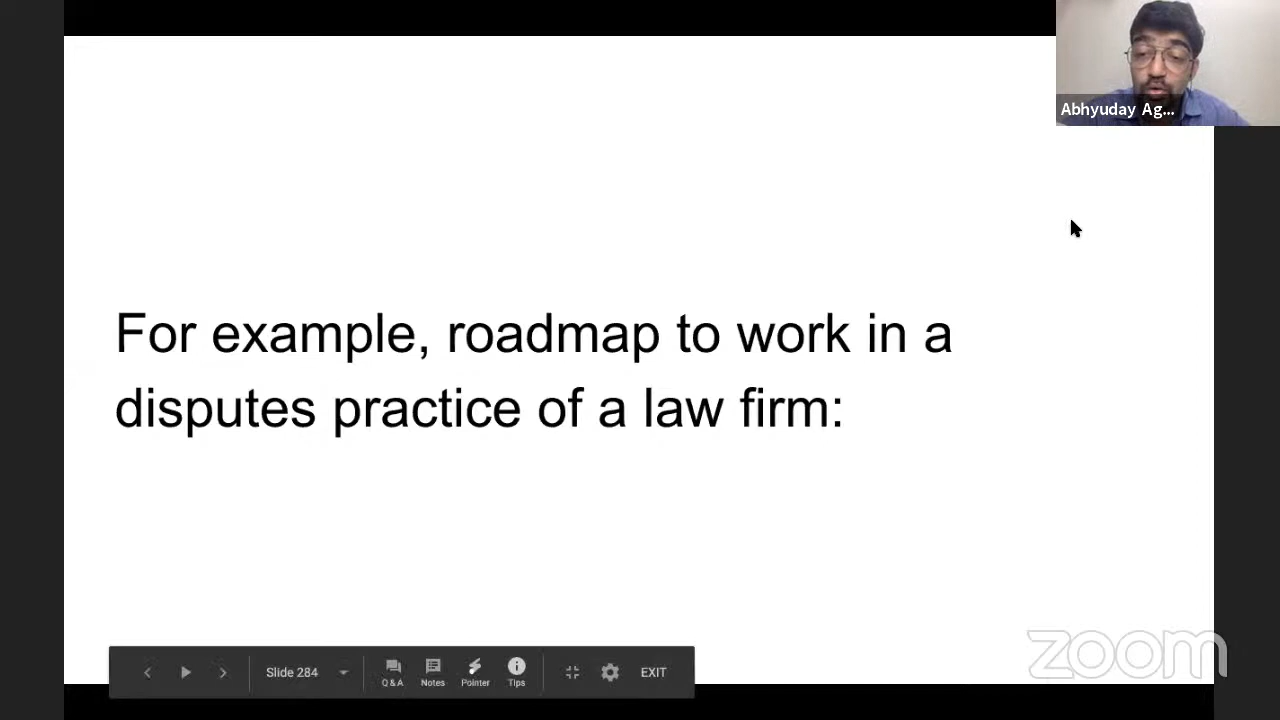 Abhyuday Ag...
For example, roadmap to work in a
disputes practice of a law firm:
zoom
Slide 284
Q & A
Notes
Pointer
Tips
EXIT